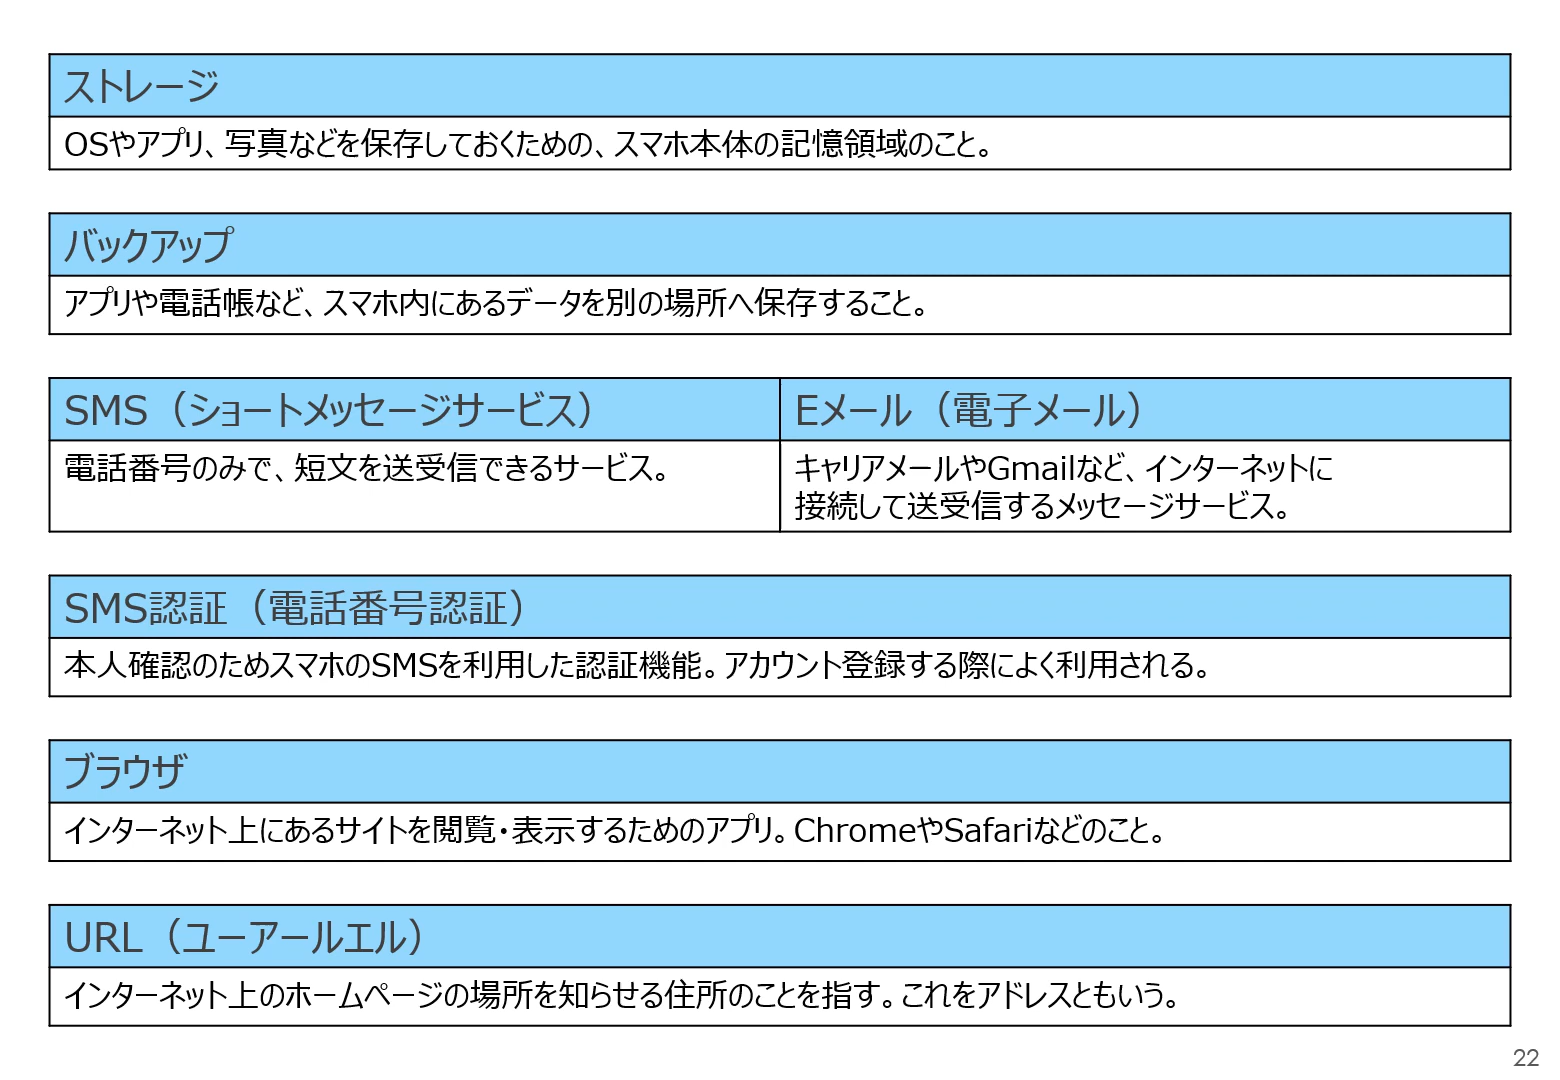 ストレージ
OSやアプリ、写真などを保存しておくための、スマホ本体の記憶領域のこと。
バックアップ
アプリや電話帳など、スマホ内にあるデータを別の場所へ保存すること。
SMS（ショートメッセージサービス）
電話番号のみで、短文を送受信できるサービス。
Eメール（電子メール）
キャリアメールやGmailなど、インターネットに
接続して送受信するメッセージサービス。
SMS認証（電話番号認証）
本人確認のためスマホのSMSを利用した認証機能。アカウント登録する際によく利用される。
ブラウザ
インターネット上にあるサイトを閲覧・表示するためのアプリ。ChromeやSafariなどのこと。
URL（ユーアールエル）
インターネット上のホームページの場所を知らせる住所のことを指す。これをアドレスともいう。
22